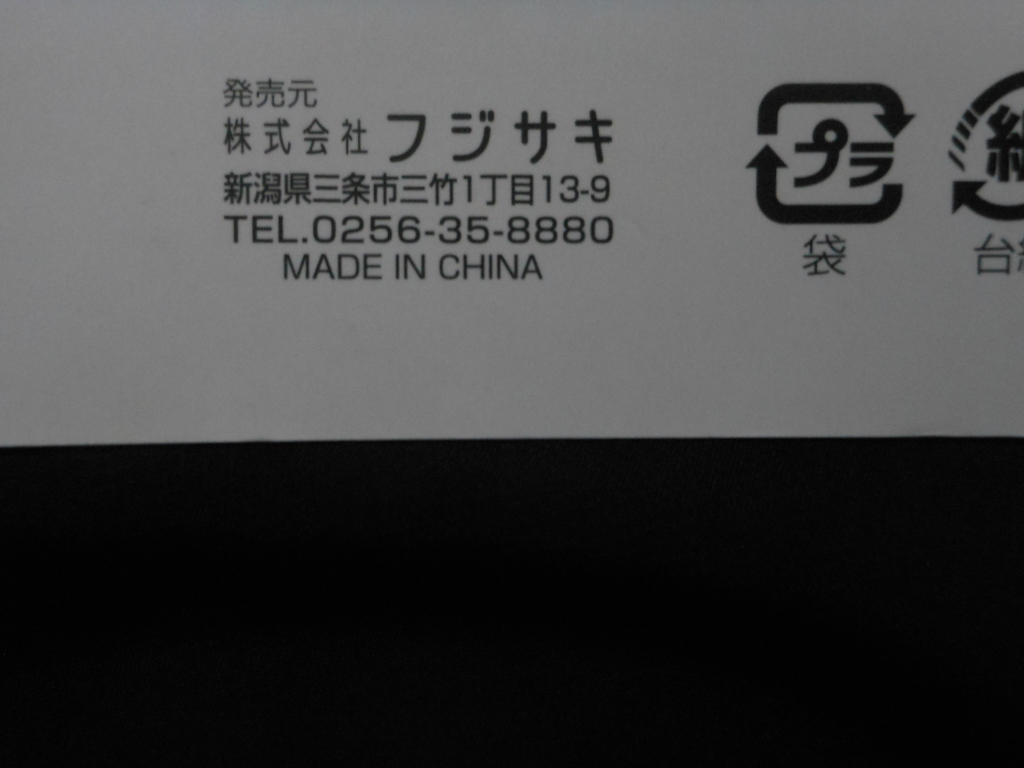 発売元
株式会社 フジサキ
新潟県三条市三竹1丁目13-9
TEL.0256-35-8880
MADE IN CHINA
プラ
袋
台